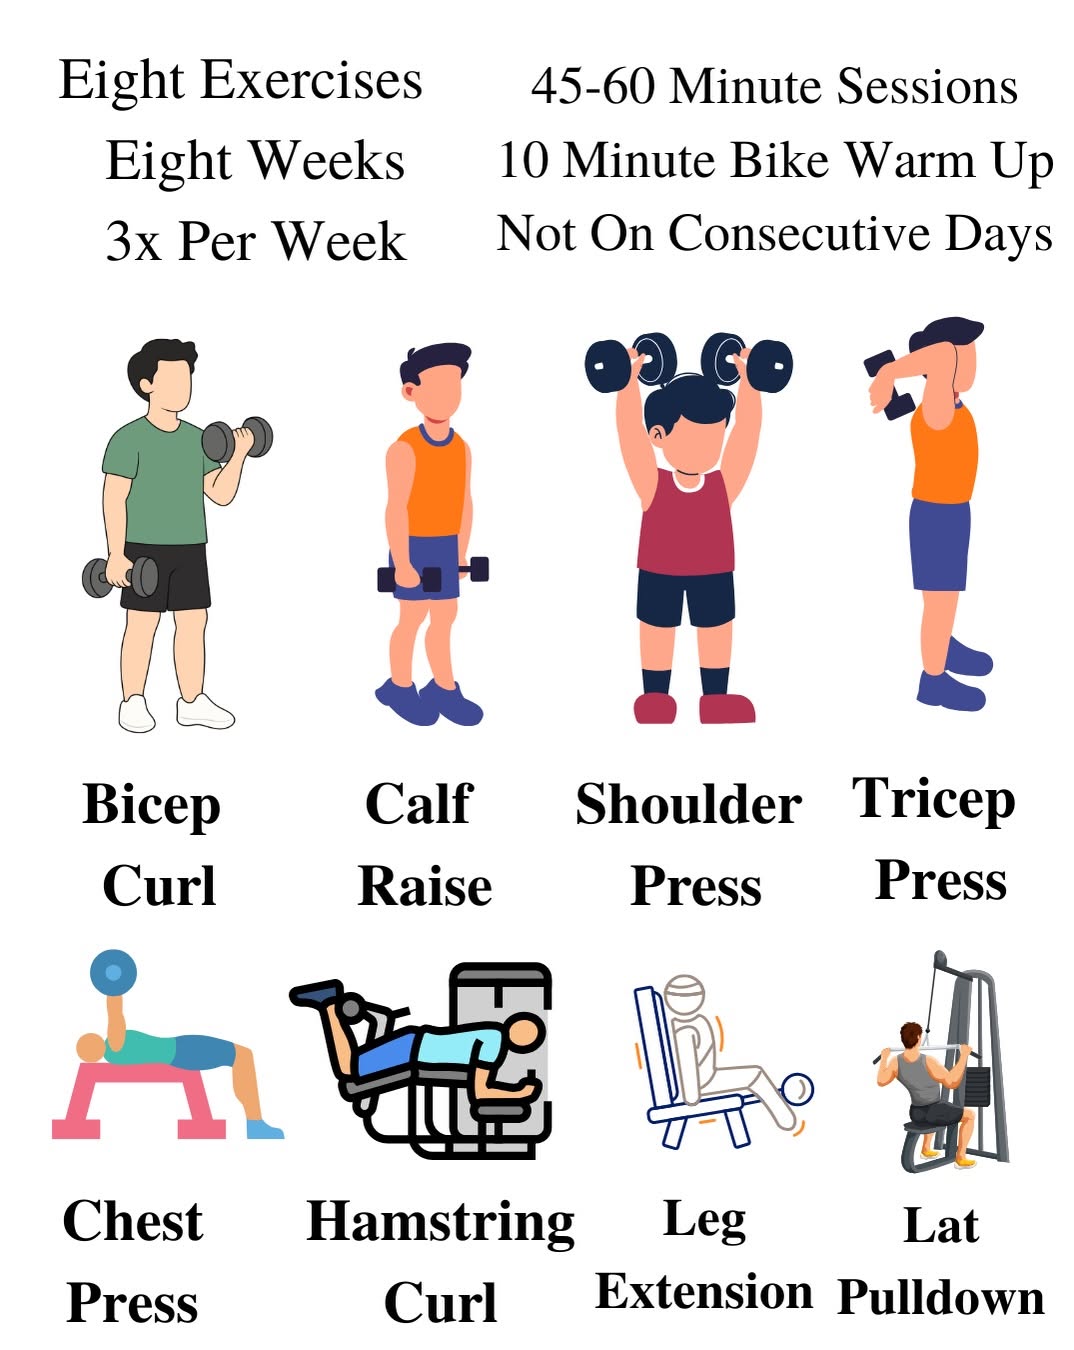 Eight Exercises
Eight Weeks
3x Per Week
45-60 Minute Sessions
10 Minute Bike Warm Up
Not On Consecutive Days
Bicep
Curl
Calf
Raise
Shoulder
Press
Tricep
Press
Chest
Press
Hamstring
Curl
Leg
Extension
Lat
Pulldown